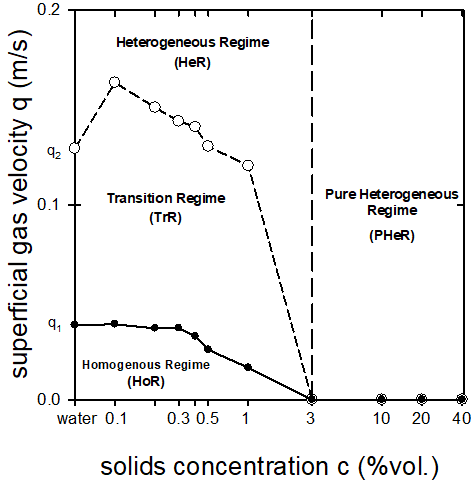 superficial gas velocity q (m/s)
0.2
0.1
0.0
q2
q1
Heterogeneous Regime
(HeR)
Transition Regime
(TrR)
Pure Heterogeneous
Regime
(PHeR)
Homogenous Regime
(HoR)
water 0.1 0.3 0.5 1 3 10 20 40
solids concentration c (%vol.)